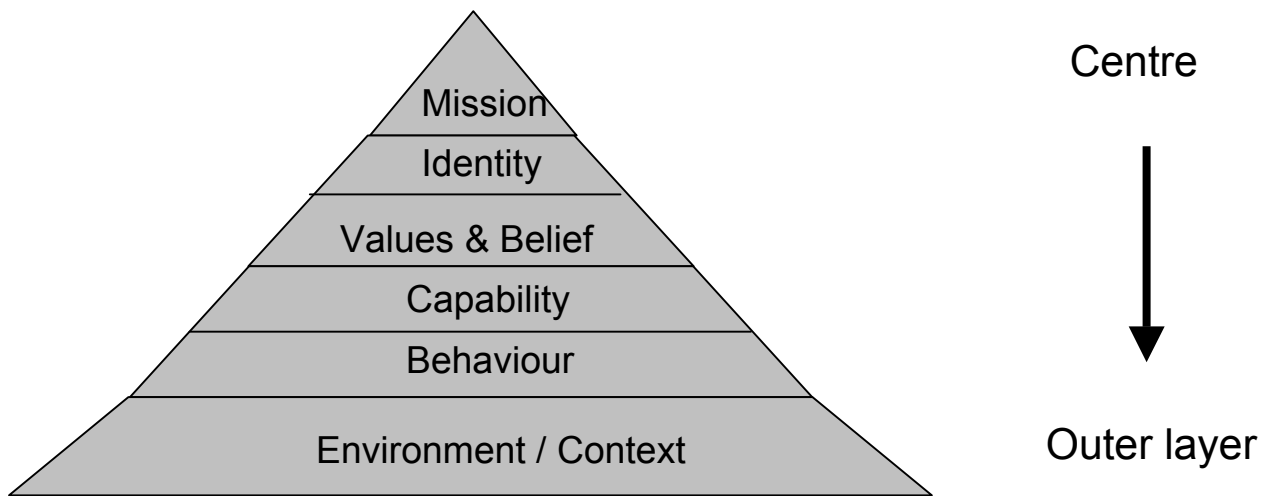 Centre
Mission
Identity
Values & Belief
Capability
Behaviour
Environment / Context
Outer layer